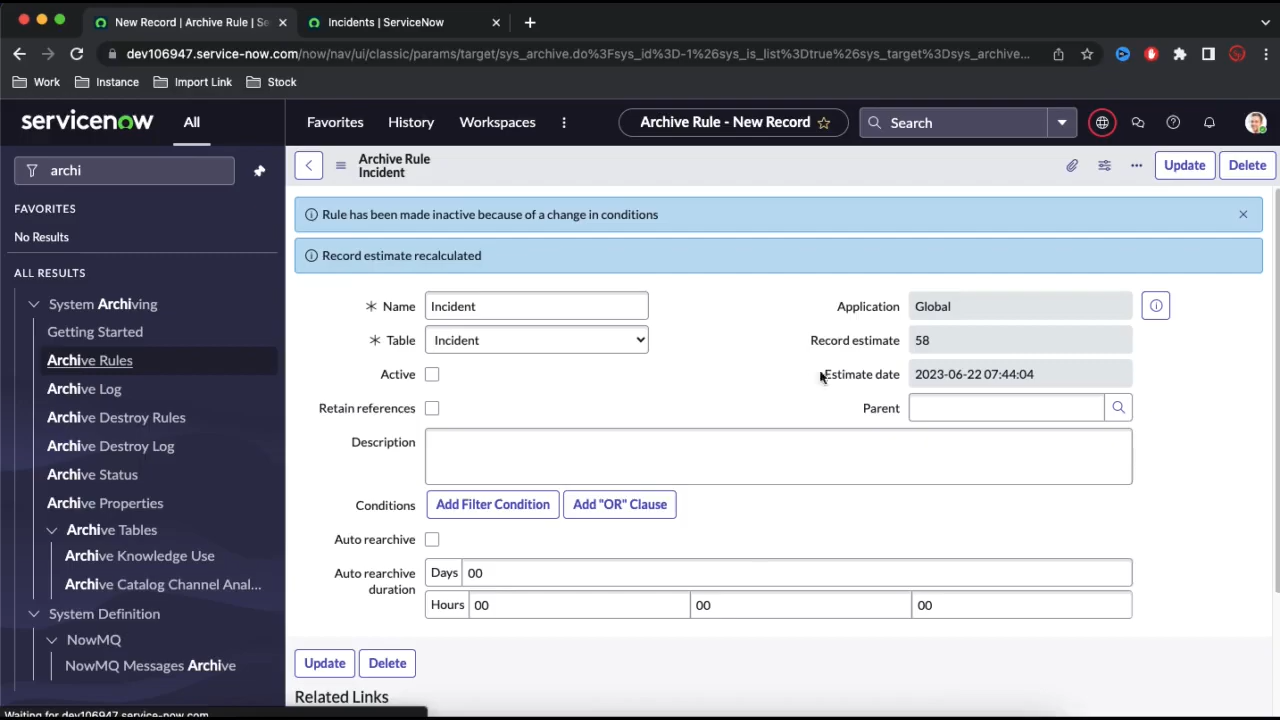 New Record | Archive Rule | Se
Incidents | ServiceNow
dev106947.service-now.com/now/nav/ui/classic/params/target/sys_archive.do%3Fsys_id%3D-1%26sys_is_list%3Dtrue%26sys_target%3Dsys_archive...
Work
Instance
Import Link
Stock
servicenow
All
Favorites
History
Workspaces
Archive Rule - New Record
Search
archi
FAVORITES
No Results
ALL RESULTS
System Archiving
Getting Started
Archive Rules
Archive Log
Archive Destroy Rules
Archive Destroy Log
Archive Status
Archive Properties
Archive Tables
Archive Knowledge Use
Archive Catalog Channel Anal...
System Definition
NowMQ
NowMQ Messages Archive
Archive Rule
Incident
Update
Delete
Rule has been made inactive because of a change in conditions
Record estimate recalculated
Name Incident
Application Global
Table Incident
Record estimate 58
Active
Estimate date 2023-06-22 07:44:04
Retain references
Parent
Description
Conditions Add Filter Condition Add "OR" Clause
Auto rearchive
Auto rearchive
duration
Days 00
Hours 00 00 00
Update
Delete
Related Links
Waiting for dev106947.service-now.com